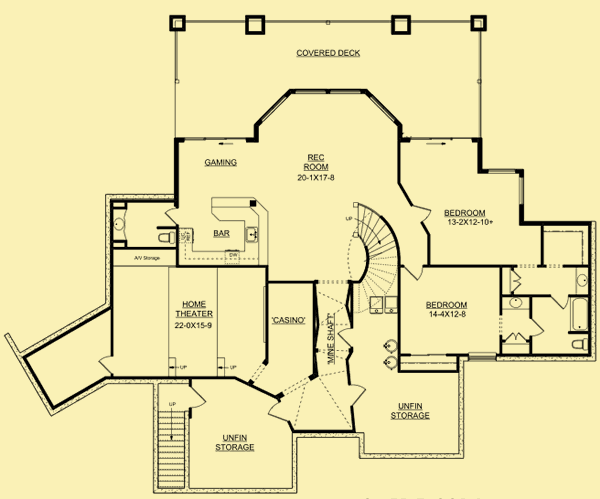 COVERED DECK
GAMING
REC
ROOM
20-1X17-8
BEDROOM
13-2X12-10+
UP
BAR
REF
DW
A/V Storage
HOME
THEATER
22-0X15-9
'CASINO'
'MINE SHAFT'
BEDROOM
14-4X12-8
UP
UP
UP
UNFIN
STORAGE
UNFIN
STORAGE